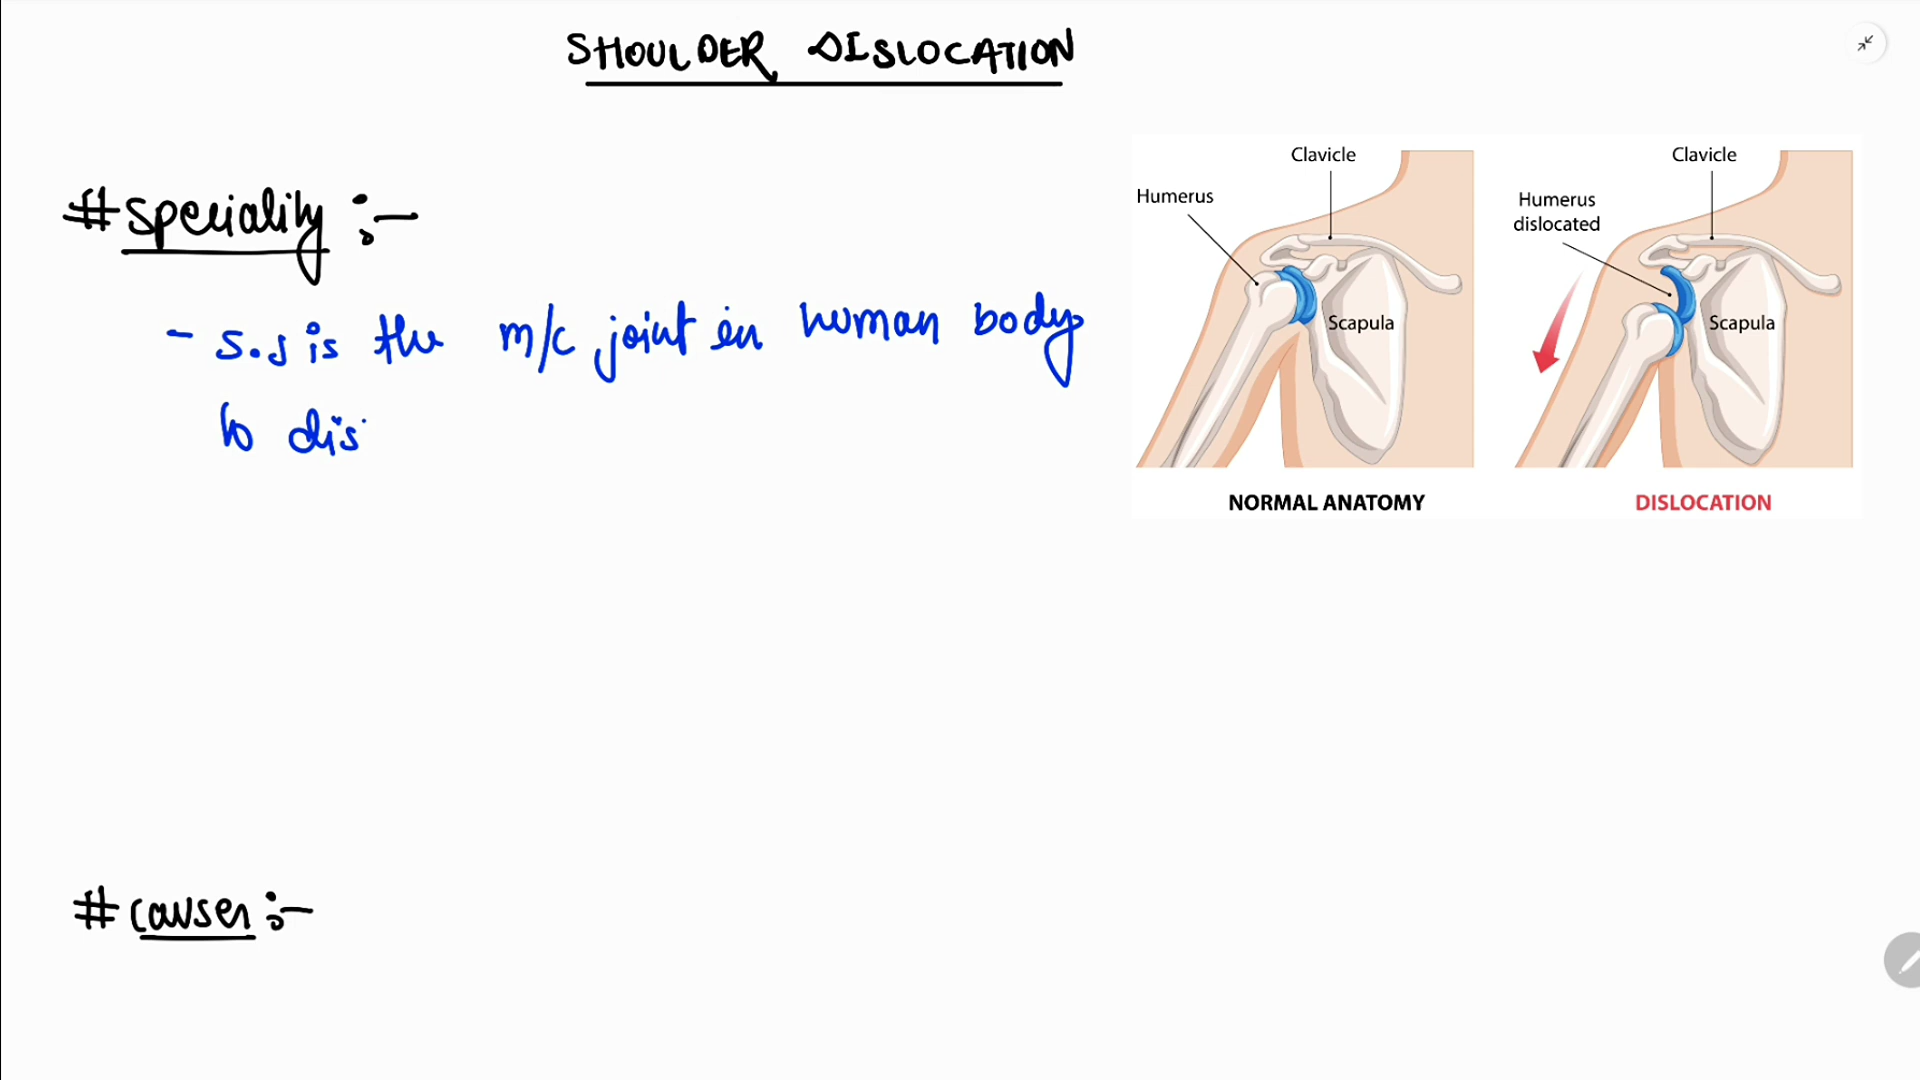 SHOULDER DISLOCATION
#speciality :-
- S.J is the m/c joint in human body
to dis
Clavicle
Humerus
Scapula
NORMAL ANATOMY
Clavicle
Humerus
dislocated
Scapula
DISLOCATION
#causes :-